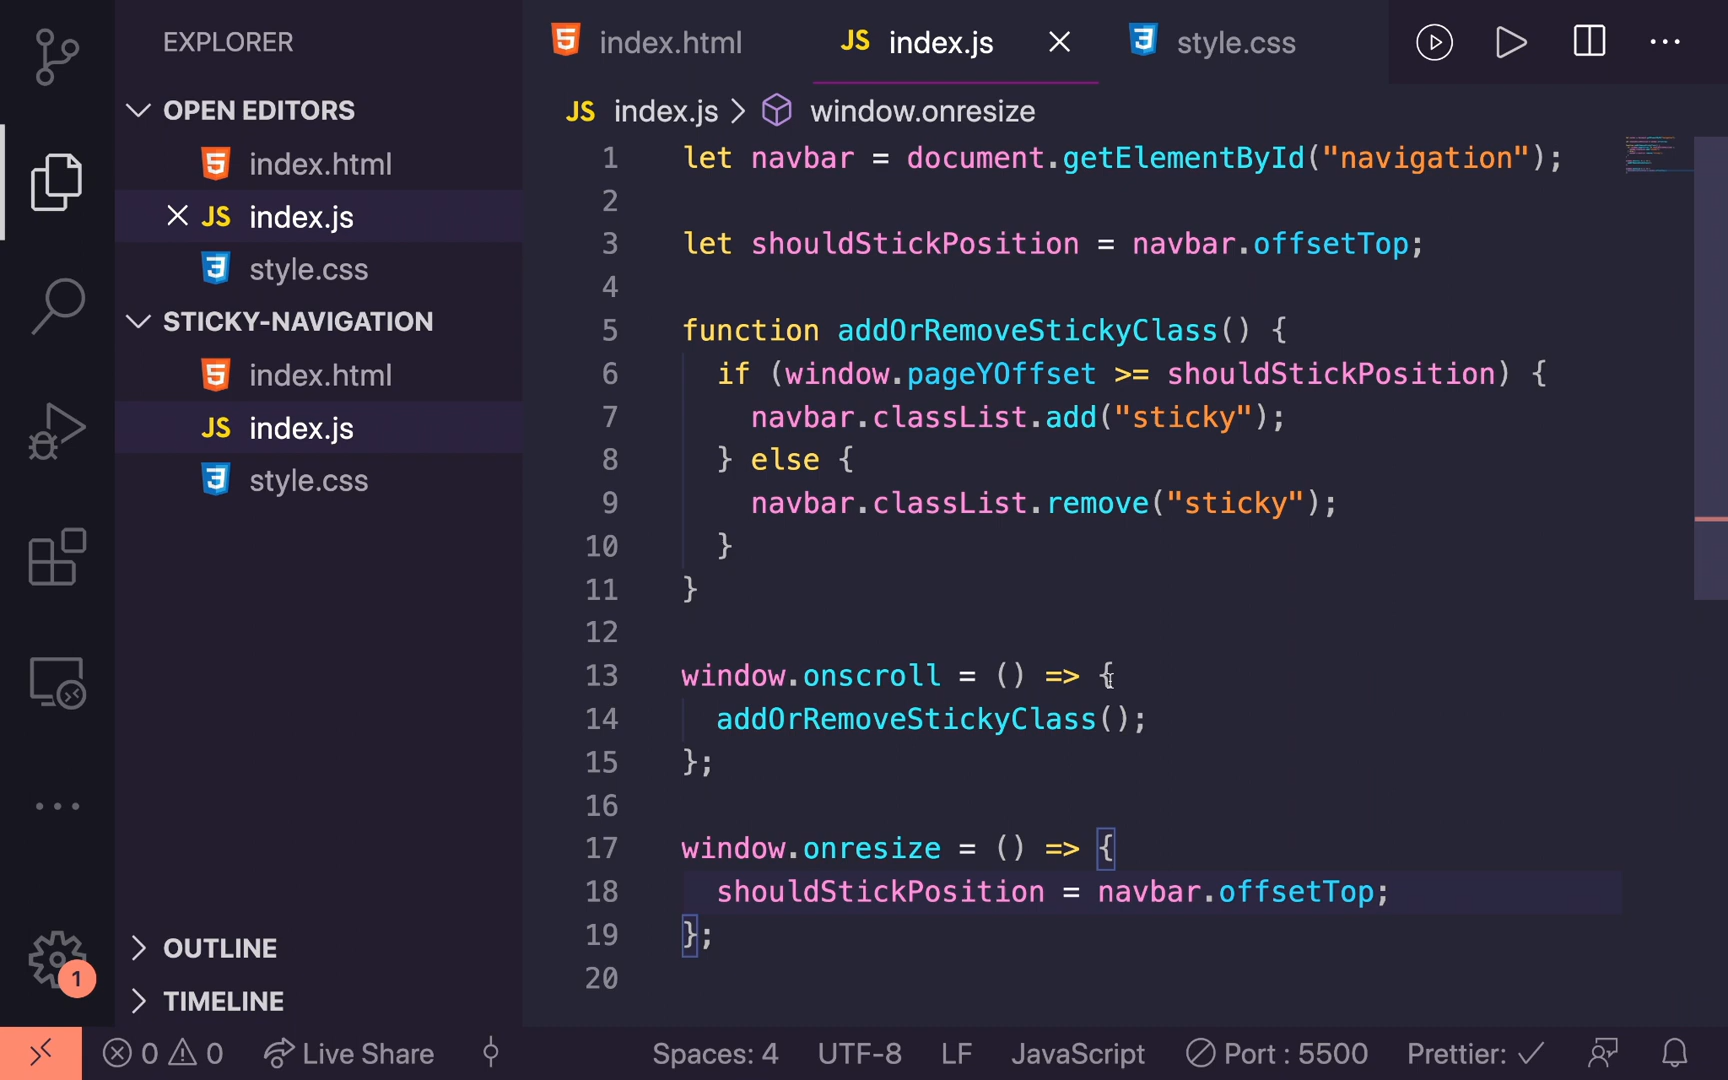 EXPLORER
OPEN EDITORS
index.html
JS index.js
style.css
STICKY-NAVIGATION
index.html
JS index.js
style.css
OUTLINE
TIMELINE
1
index.html
JS index.js
style.css
JS index.js > window.onresize
1 let navbar = document.getElementById("navigation");
2
3 let shouldStickPosition = navbar.offsetTop;
4
5 function addOrRemoveStickyClass() {
6 if (window.pageYOffset >= shouldStickPosition) {
7 navbar.classList.add("sticky");
8 } else {
9 navbar.classList.remove("sticky");
10 }
11 }
12
13 window.onscroll = () => {
14 addOrRemoveStickyClass();
15 };
16
17 window.onresize = () => {
18 shouldStickPosition = navbar.offsetTop;
19 };
20
0 0 Live Share Spaces: 4 UTF-8 LF JavaScript Port : 5500 Prettier: ✓